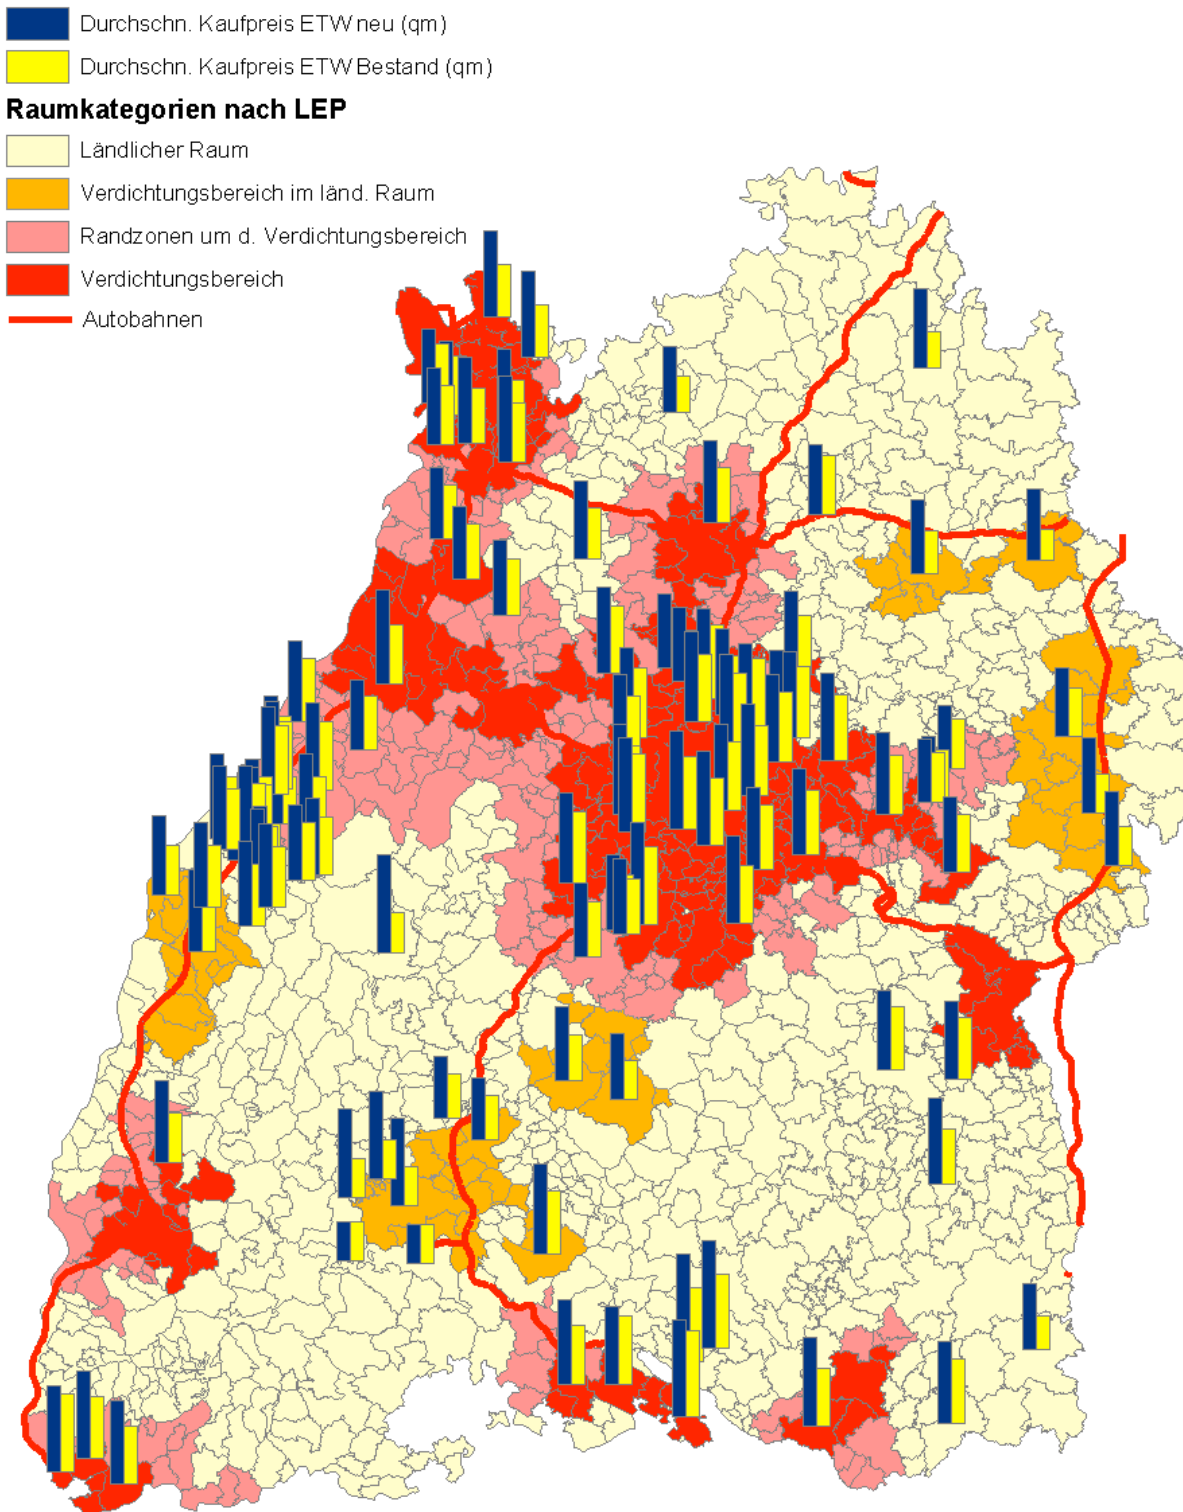 Durchschn. Kaufpreis ETW neu (qm)
Durchschn. Kaufpreis ETW Bestand (qm)
Raumkategorien nach LEP
Ländlicher Raum
Verdichtungsbereich im länd. Raum
Randzonen um d. Verdichtungsbereich
Verdichtungsbereich
Autobahnen